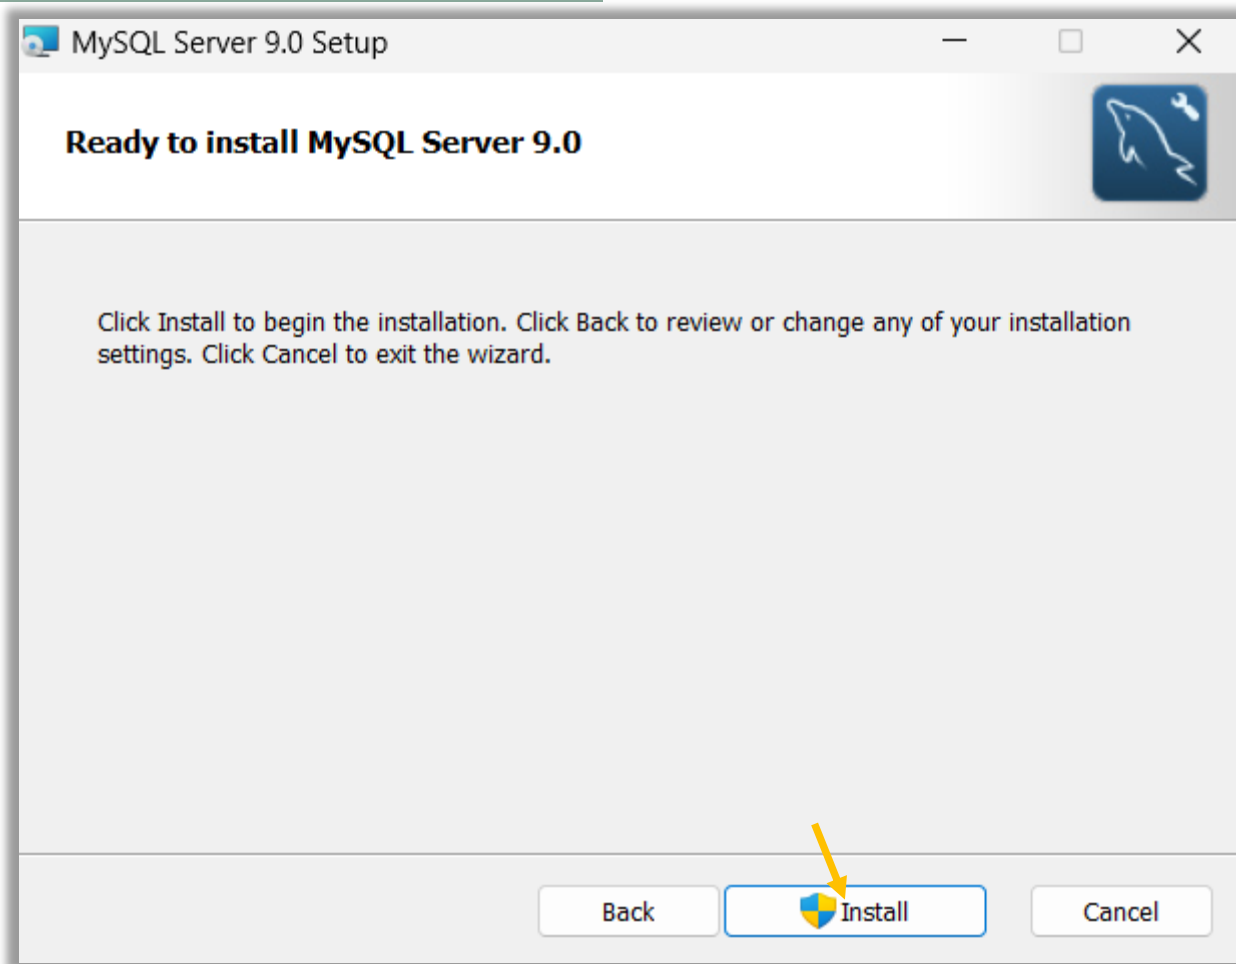 MySQL Server 9.0 Setup
Ready to install MySQL Server 9.0
Click Install to begin the installation. Click Back to review or change any of your installation
settings. Click Cancel to exit the wizard.
Back
Install
Cancel